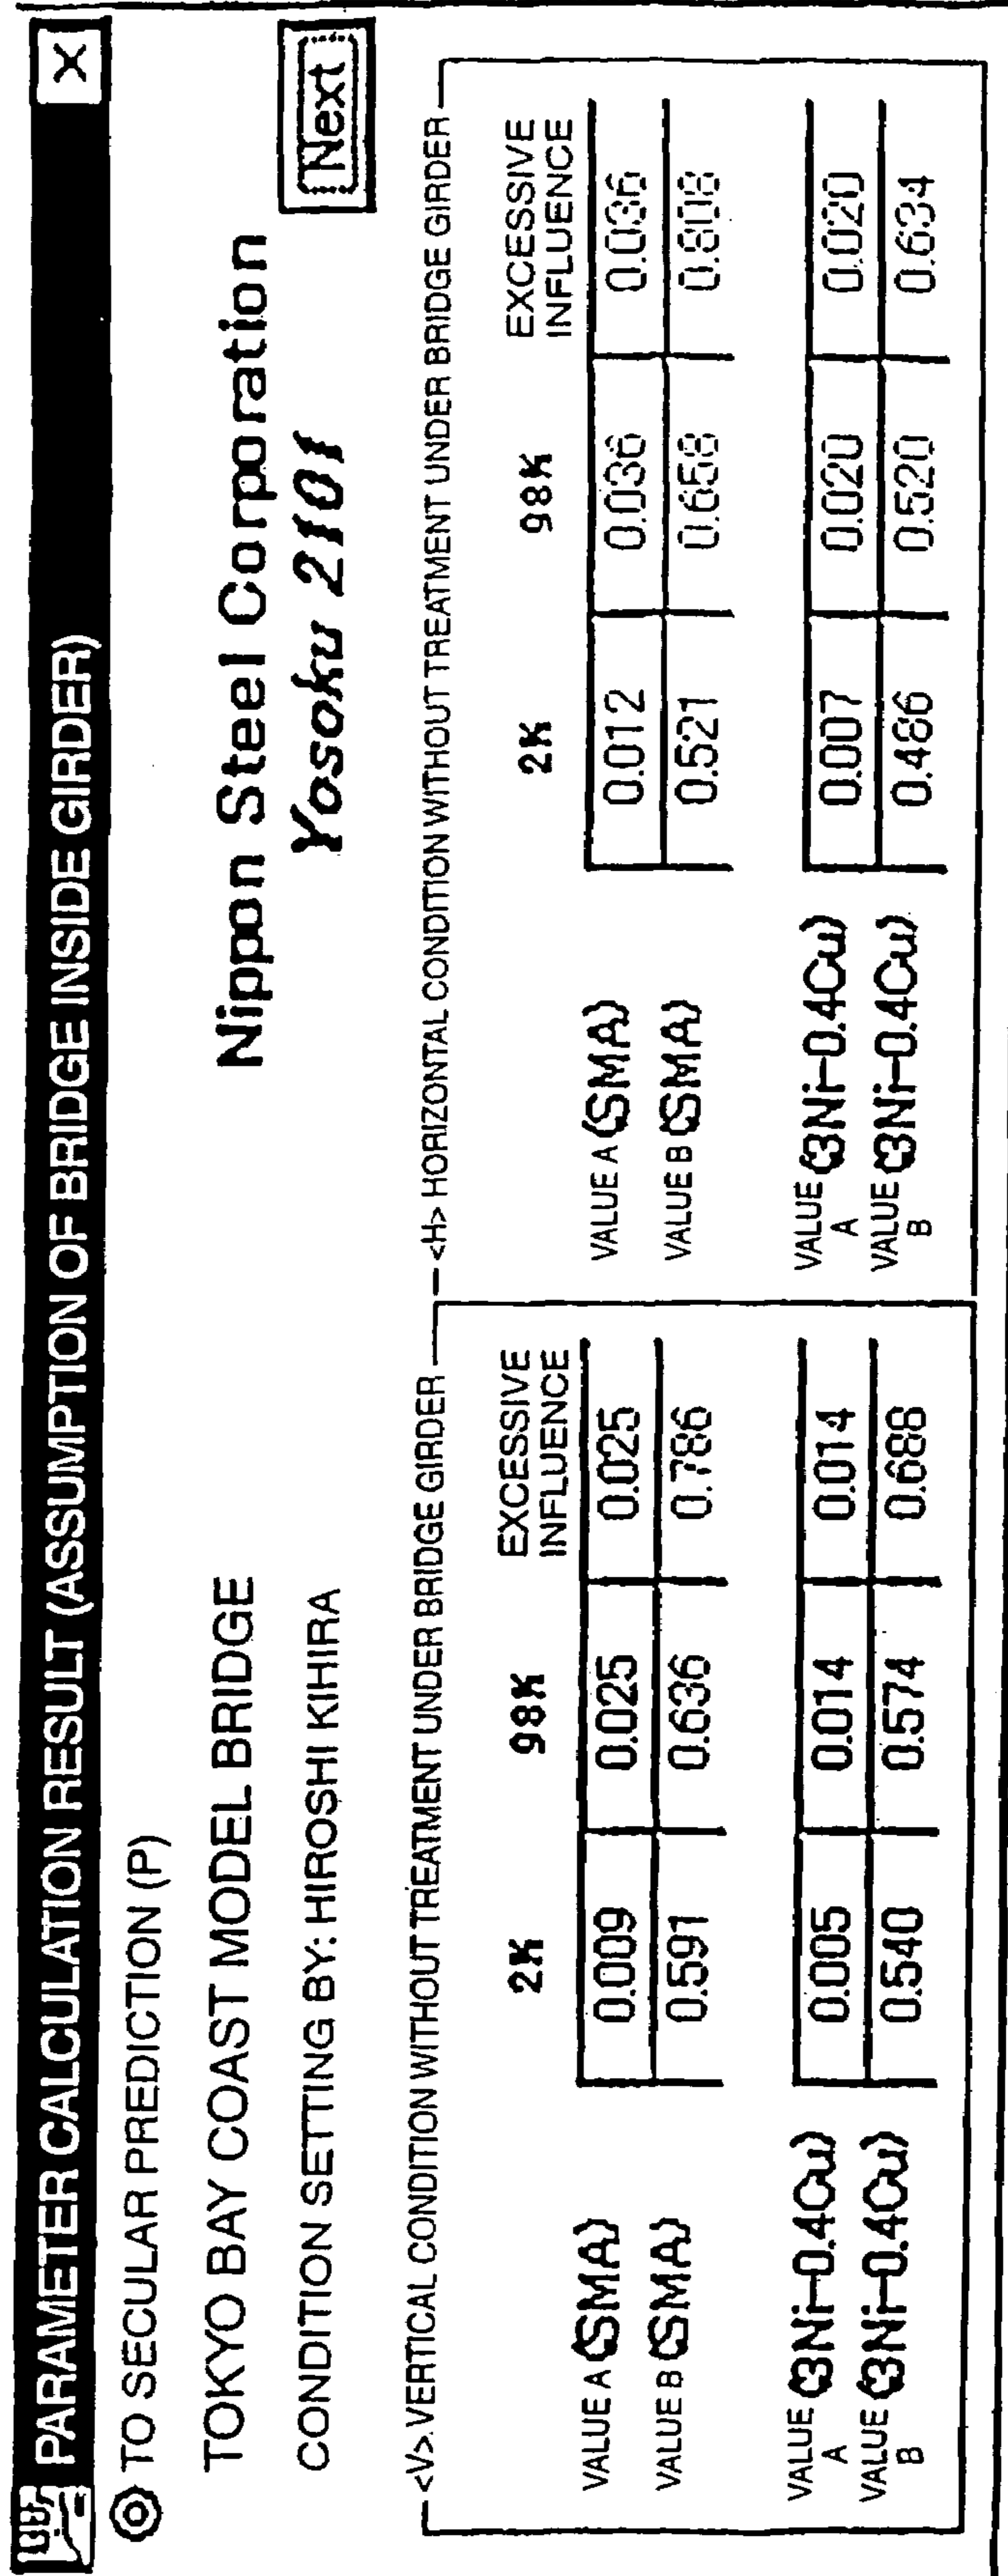 PARAMETER CALCULATION RESULT (ASSUMPTION OF BRIDGE INSIDE GIRDER) X
TO SECULAR PREDICTION (P)
TOKYO BAY COAST MODEL BRIDGE
Nippon Steel Corporation
CONDITION SETTING BY: HIROSHI KIHIRA
Yosoku 2101
Next
<V>. VERTICAL CONDITION WITHOUT TREATMENT UNDER BRIDGE GIRDER
2K 98K EXCESSIVE INFLUENCE
VALUE A (SMA) 0.009 0.025 0.025
VALUE B (SMA) 0.591 0.636 0.786
VALUE A (3Ni-0.4Cu) 0.005 0.014 0.014
VALUE B (3Ni-0.4Cu) 0.540 0.574 0.688
<H> HORIZONTAL CONDITION WITHOUT TREATMENT UNDER BRIDGE GIRDER
2K 98K EXCESSIVE INFLUENCE
VALUE A (SMA) 0.012 0.036 0.036
VALUE B (SMA) 0.521 0.658 0.808
VALUE A (3Ni-0.4Cu) 0.007 0.020 0.020
VALUE B (3Ni-0.4Cu) 0.486 0.520 0.634